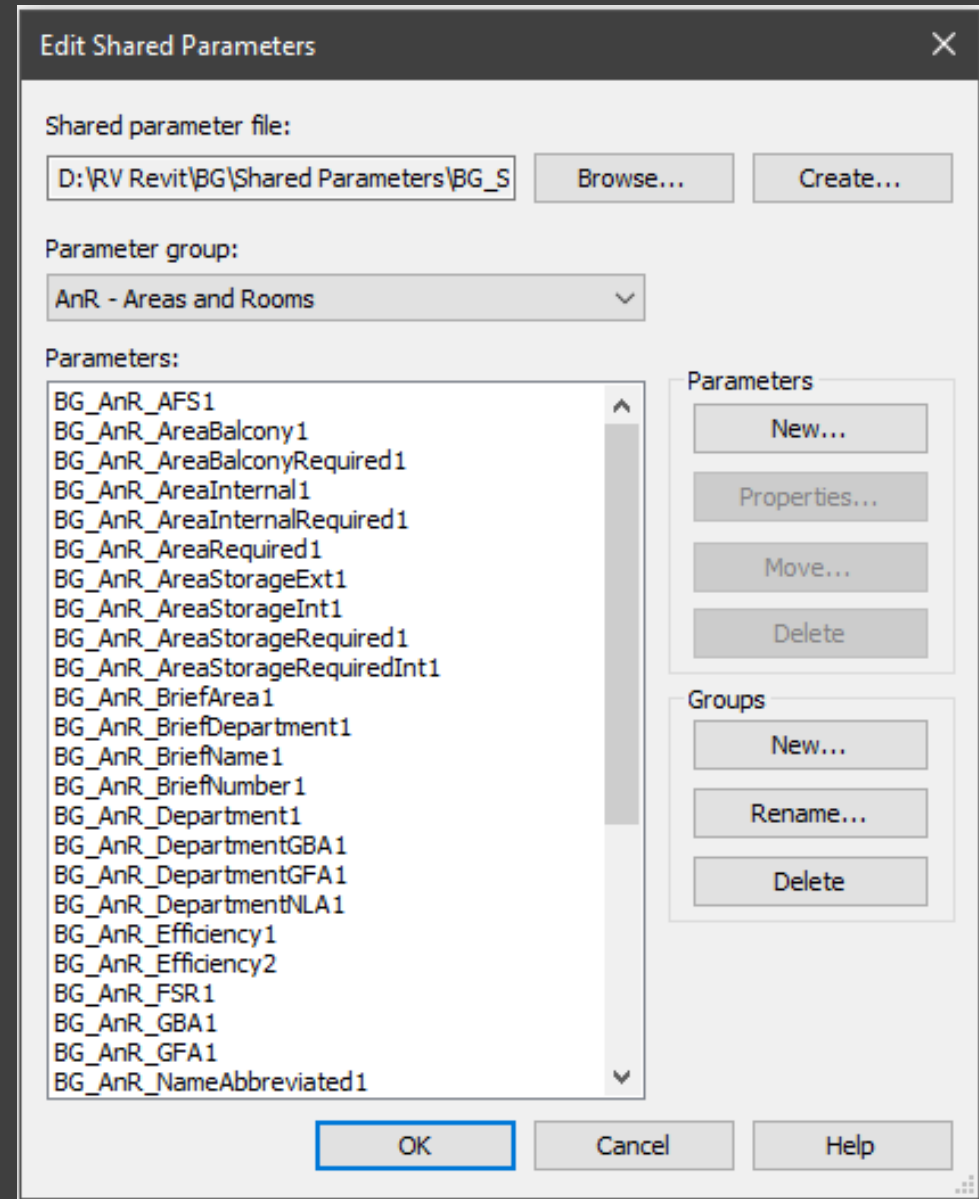 Edit Shared Parameters
Shared parameter file:
D:\RV Revit\BG\Shared Parameters\BG_S
Browse...
Create...
Parameter group:
AnR - Areas and Rooms
Parameters:
BG_AnR_AFS1
BG_AnR_AreaBalcony1
BG_AnR_AreaBalconyRequired1
BG_AnR_AreaInternal1
BG_AnR_AreaInternalRequired1
BG_AnR_AreaRequired1
BG_AnR_AreaStorageExt1
BG_AnR_AreaStorageInt1
BG_AnR_AreaStorageRequired1
BG_AnR_AreaStorageRequiredInt1
BG_AnR_BriefArea1
BG_AnR_BriefDepartment1
BG_AnR_BriefName1
BG_AnR_BriefNumber1
BG_AnR_Department1
BG_AnR_DepartmentGBA1
BG_AnR_DepartmentGFA1
BG_AnR_DepartmentNLA1
BG_AnR_Efficiency1
BG_AnR_Efficiency2
BG_AnR_FSR1
BG_AnR_GBA1
BG_AnR_GFA1
BG_AnR_NameAbbreviated1
Parameters
New...
Properties...
Move...
Delete
Groups
New...
Rename...
Delete
OK
Cancel
Help